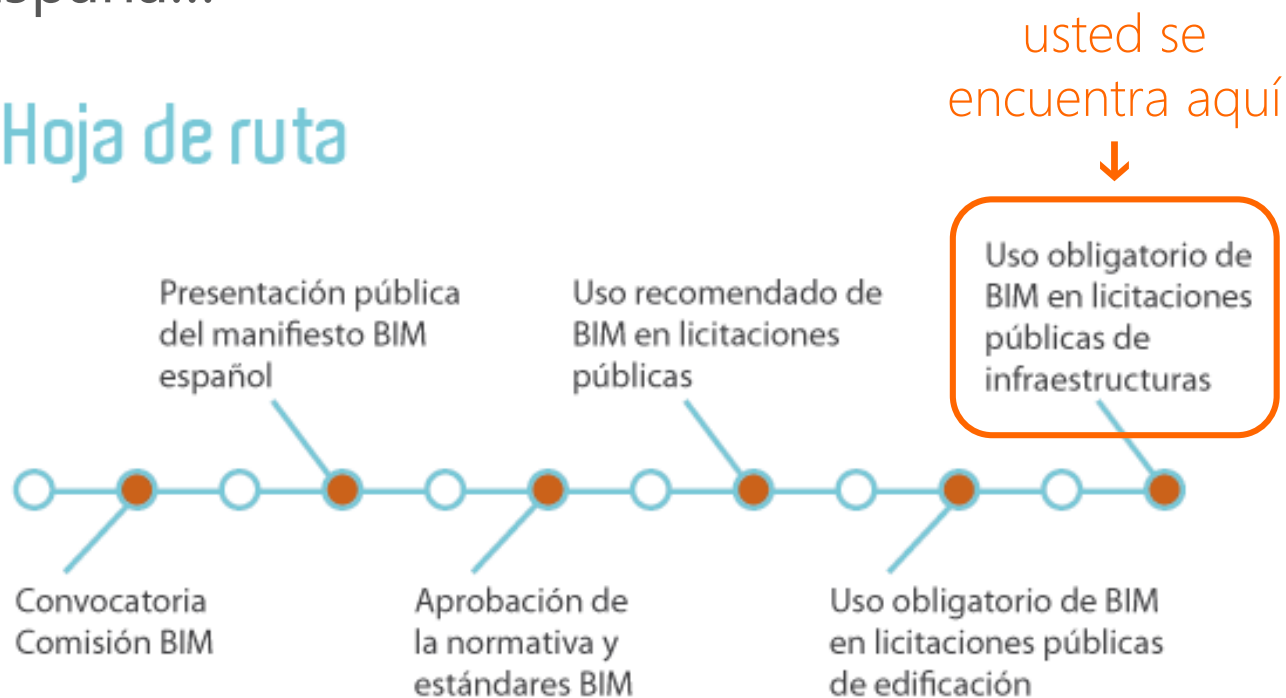 España...
usted se
encuentra aquí
Hoja de ruta
Presentación pública
del manifiesto BIM
español
Uso recomendado de
BIM en licitaciones
públicas
Uso obligatorio de
BIM en licitaciones
públicas de
infraestructuras
Convocatoria
Comisión BIM
Aprobación de
la normativa y
estándares BIM
Uso obligatorio de BIM
en licitaciones públicas
de edificación